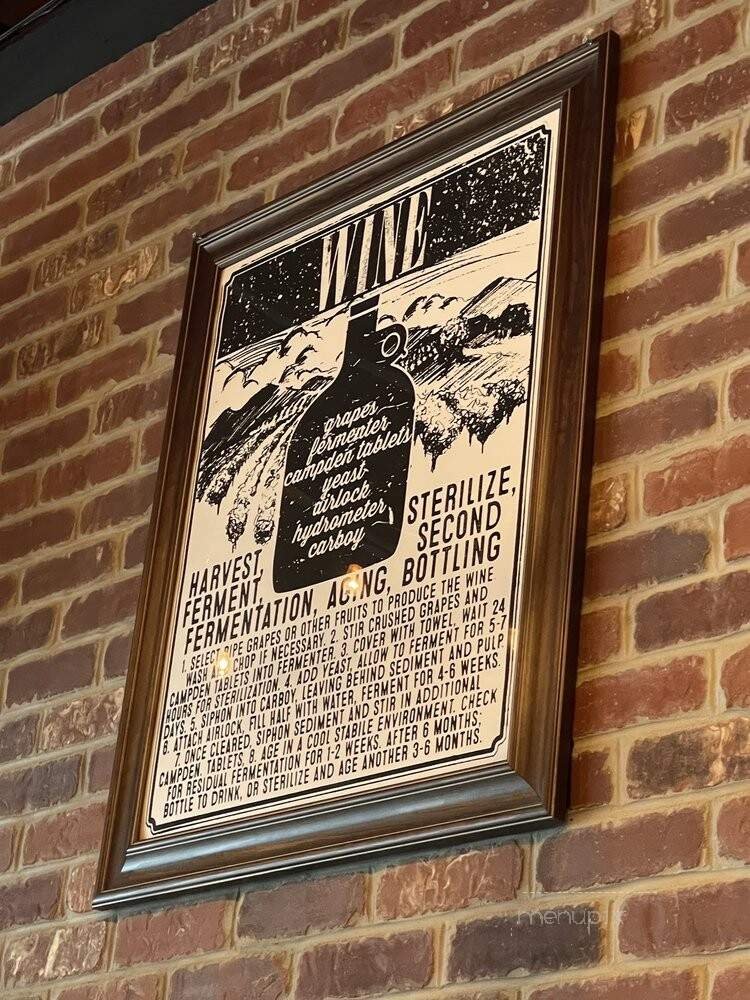 WINE
grapes
fermenter
campden tablets
yeast
airlock
hydrometer
carboy
HARVEST, STERILIZE,
FERMENT, SECOND
FERMENTATION, AGING, BOTTLING
1. SELECT RIPE GRAPES OR OTHER FRUITS TO PRODUCE THE WINE
WASH AND CHOP IF NECESSARY. 2. STIR CRUSHED GRAPES AND
CAMPDEN TABLETS INTO FERMENTER. 3. COVER WITH TOWEL. WAIT 24
HOURS FOR STERILIZATION. 4. ADD YEAST, ALLOW TO FERMENT FOR 5-7
DAYS. 5. SIPHON INTO CARBOY, LEAVING BEHIND SEDIMENT AND PULP.
6. ATTACH AIRLOCK, FILL HALF WITH WATER, FERMENT FOR 4-6 WEEKS.
7. ONCE CLEARED, SIPHON SEDIMENT AND STIR IN ADDITIONAL
CAMPDEN TABLETS. 8. AGE IN A COOL STABLE ENVIRONMENT. CHECK
FOR RESIDUAL FERMENTATION FOR 1-2 WEEKS. AFTER 6 MONTHS:
BOTTLE TO DRINK, OR STERILIZE AND AGE ANOTHER 3-6 MONTHS.